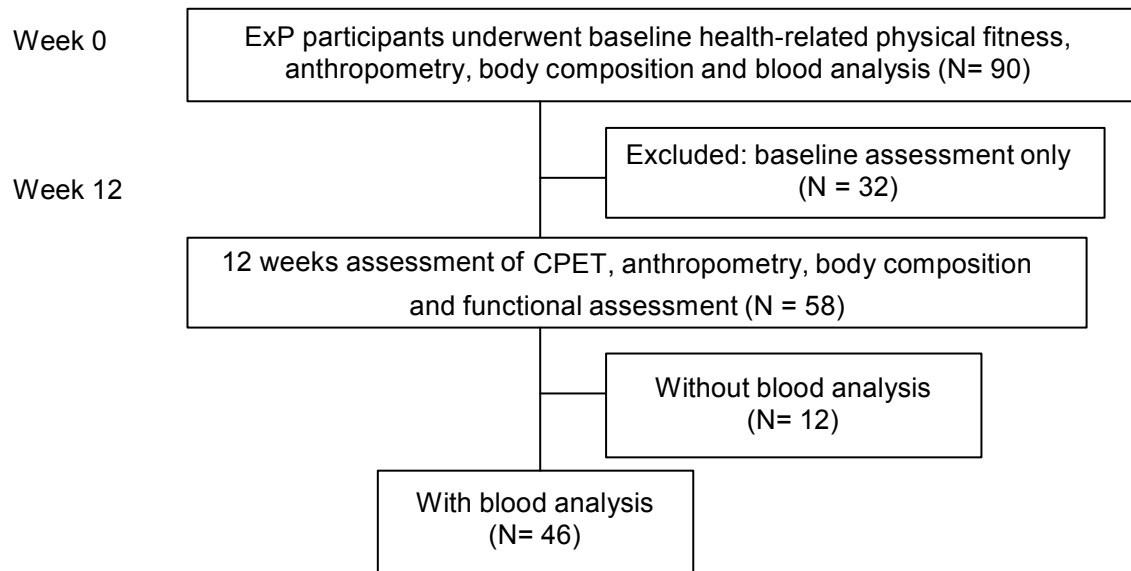 Week 0
ExP participants underwent baseline health-related physical fitness,
anthropometry, body composition and blood analysis (N= 90)
Excluded: baseline assessment only
(N = 32)
Week 12
12 weeks assessment of CPET, anthropometry, body composition
and functional assessment (N = 58)
Without blood analysis
(N= 12)
With blood analysis
(N= 46)